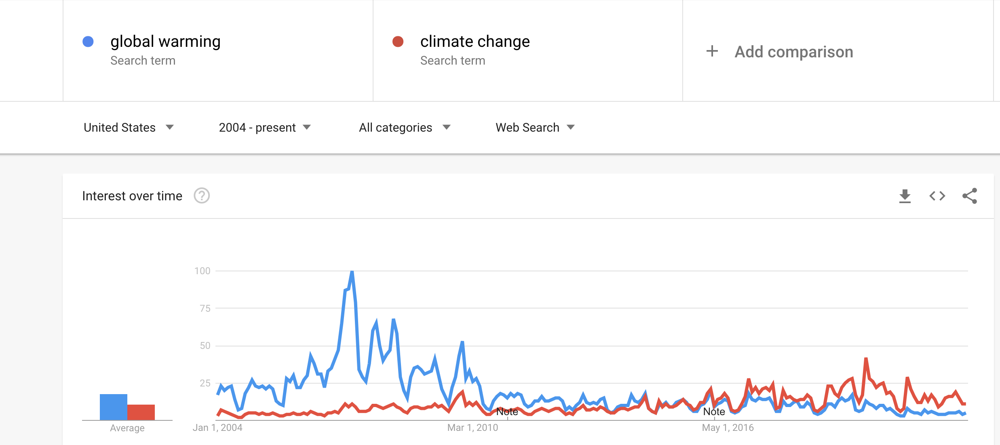 global warming
Search term
climate change
Search term
+ Add comparison
United States
2004 - present
All categories
Web Search
Interest over time
?
100
75
50
25
Average
Note
Note
Jan 1, 2004
Mar 1, 2010
May 1, 2016